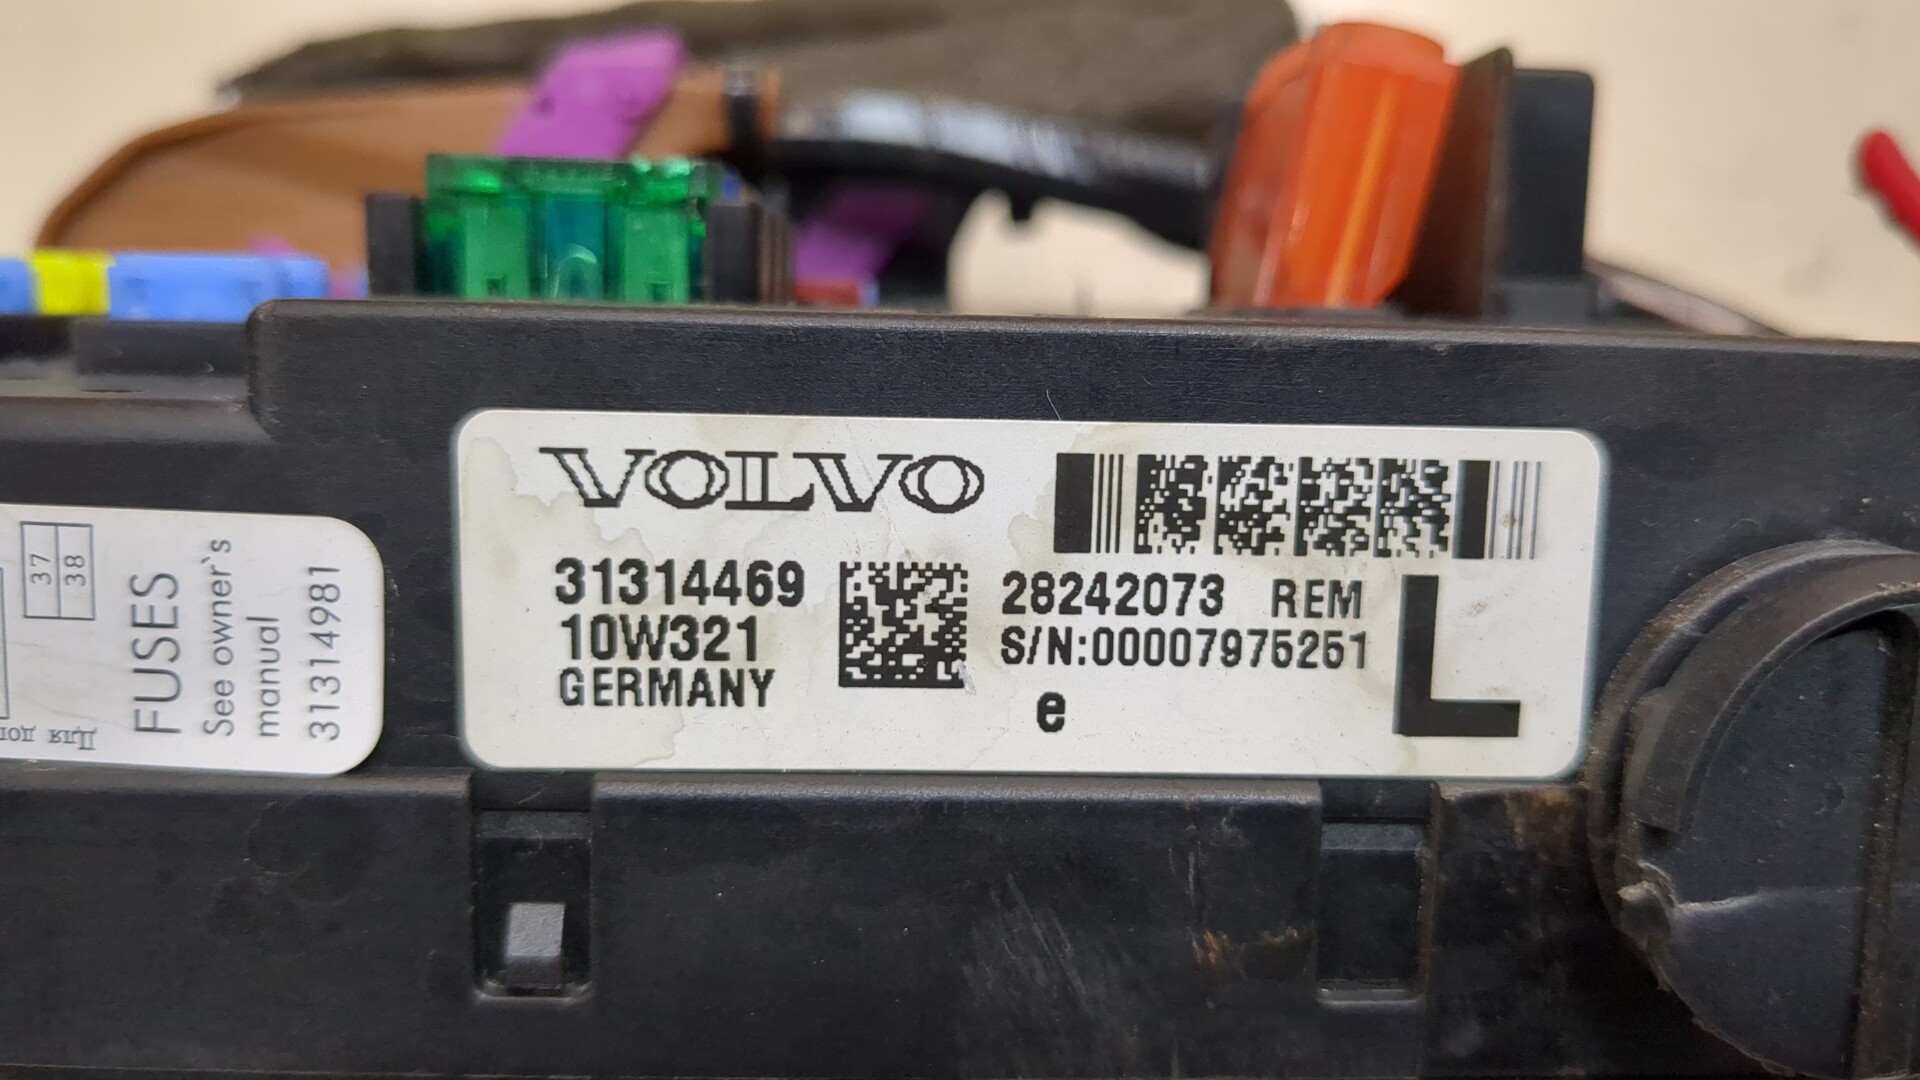 VOLVO
31314469
10W321
GERMANY
28242073 REM
S/N:00007975251
e
L
37
38
FUSES
See owner's
manual
31314981